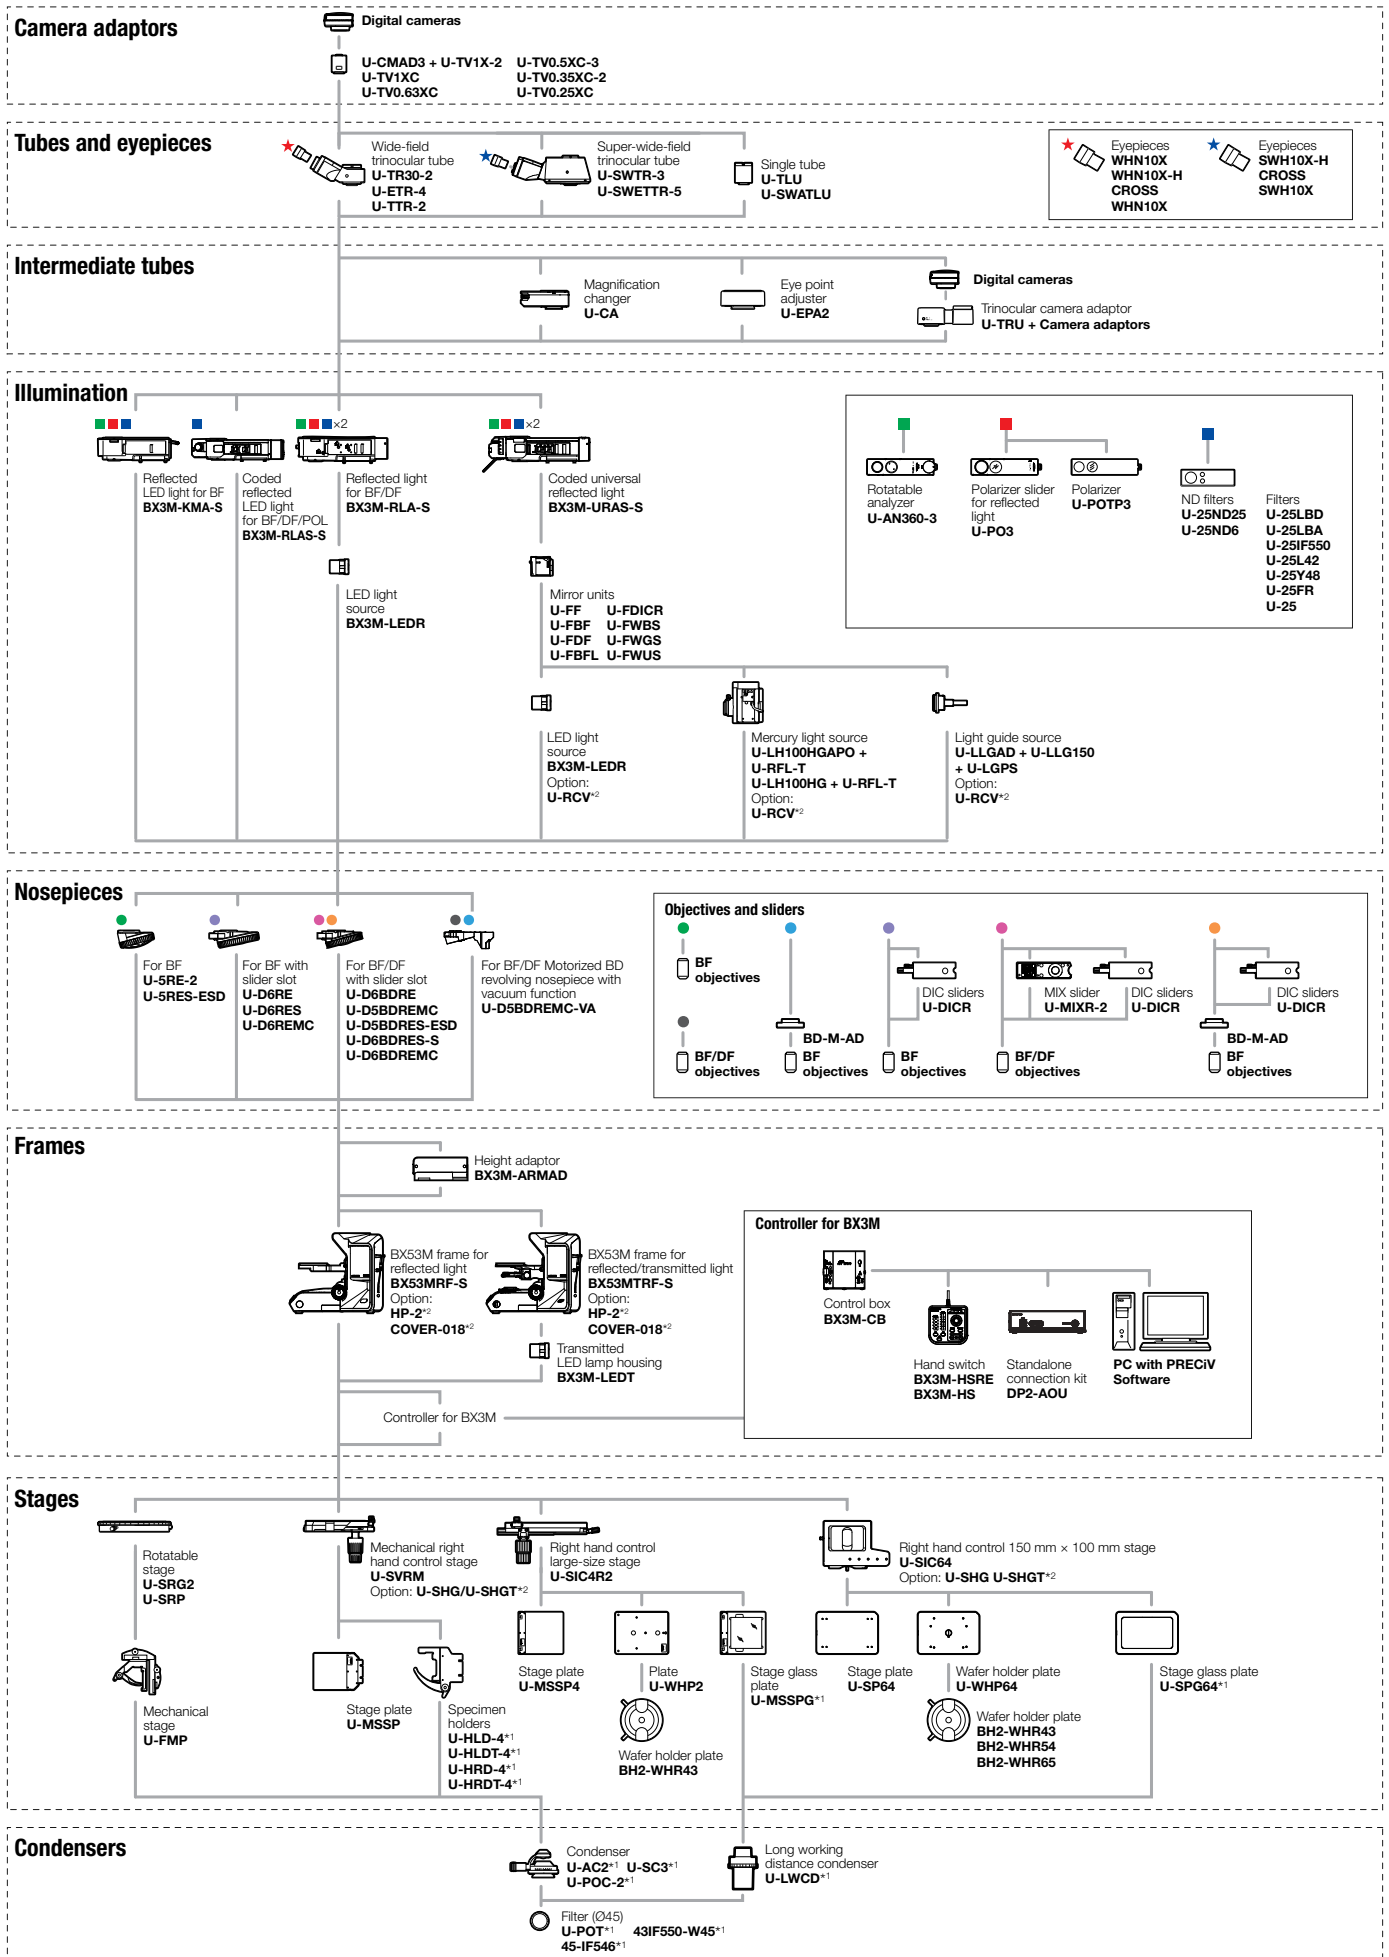 Camera adaptors
Digital cameras
U-CMAD3 + U-TV1X-2 U-TV0.5XC-3
U-TV1XC U-TV0.35XC-2
U-TV0.63XC U-TV0.25XC
Tubes and eyepieces
Wide-field
trinocular tube
U-TR30-2
U-ETR-4
U-TTR-2
Super-wide-field
trinocular tube
U-SWTR-3
U-SWETTR-5
Single tube
U-TLU
U-SWATLU
Eyepieces
WHN10X
WHN10X-H
CROSS
WHN10X
Eyepieces
SWH10X-H
CROSS
SWH10X
Intermediate tubes
Magnification
changer
U-CA
Eye point
adjuster
U-EPA2
Digital cameras
Trinocular camera adaptor
U-TRU + Camera adaptors
Illumination
×2
×2
Reflected
LED light for BF
BX3M-KMA-S
Coded
reflected
LED light
for BF/DF/POL
BX3M-RLAS-S
Reflected light
for BF/DF
BX3M-RLA-S
Coded universal
reflected light
BX3M-URAS-S
Rotatable
analyzer
U-AN360-3
Polarizer slider
for reflected
light
U-PO3
Polarizer
U-POTP3
ND filters
U-25ND25
U-25ND6
Filters
U-25LBD
U-25LBA
U-25IF550
U-25L42
U-25Y48
U-25FR
U-25
LED light
source
BX3M-LEDR
Mirror units
U-FF U-FDICR
U-FBF U-FWBS
U-FDF U-FWGS
U-FBFL U-FWUS
LED light
source
BX3M-LEDR
Option:
U-RCV*2
Mercury light source
U-LH100HGAPO +
U-RFL-T
U-LH100HG + U-RFL-T
Option:
U-RCV*2
Light guide source
U-LLGAD + U-LLG150
+ U-LGPS
Option:
U-RCV*2
Nosepieces
For BF
U-5RE-2
U-5RES-ESD
For BF with
slider slot
U-D6RE
U-D6RES
U-D6REMC
For BF/DF
with slider slot
U-D6BDRE
U-D5BDREMC
U-D5BDRES-ESD
U-D6BDRES-S
U-D6BDREMC
For BF/DF Motorized BD
revolving nosepiece with
vacuum function
U-D5BDREMC-VA
Objectives and sliders
BF
objectives
BF/DF
objectives
BD-M-AD
BF
objectives
DIC sliders
U-DICR
BF
objectives
MIX slider
U-MIXR-2
DIC sliders
U-DICR
BF/DF
objectives
DIC sliders
U-DICR
BD-M-AD
BF
objectives
Frames
Height adaptor
BX3M-ARMAD
BX53M frame for
reflected light
BX53MRF-S
Option:
HP-2*2
COVER-018*2
BX53M frame for
reflected/transmitted light
BX53MTRF-S
Option:
HP-2*2
COVER-018*2
Transmitted
LED lamp housing
BX3M-LEDT
Controller for BX3M
Controller for BX3M
Control box
BX3M-CB
Hand switch
BX3M-HSRE
BX3M-HS
Standalone
connection kit
DP2-AOU
PC with PRECiV
Software
Stages
Rotatable
stage
U-SRG2
U-SRP
Mechanical right
hand control stage
U-SVRM
Option: U-SHG/U-SHGT*2
Right hand control
large-size stage
U-SIC4R2
Right hand control 150 mm × 100 mm stage
U-SIC64
Option: U-SHG U-SHGT*2
Mechanical
stage
U-FMP
Stage plate
U-MSSP
Specimen
holders
U-HLD-4*1
U-HLDT-4*1
U-HRD-4*1
U-HRDT-4*1
Stage plate
U-MSSP4
Plate
U-WHP2
Wafer holder plate
BH2-WHR43
Stage glass
plate
U-MSSPG*1
Stage plate
U-SP64
Wafer holder plate
U-WHP64
Wafer holder plate
BH2-WHR43
BH2-WHR54
BH2-WHR65
Stage glass plate
U-SPG64*1
Condensers
Condenser
U-AC2*1 U-SC3*1
U-POC-2*1
Long working
distance condenser
U-LWCD*1
Filter (Ø45)
U-POT*1 43IF550-W45*1
45-IF546*1